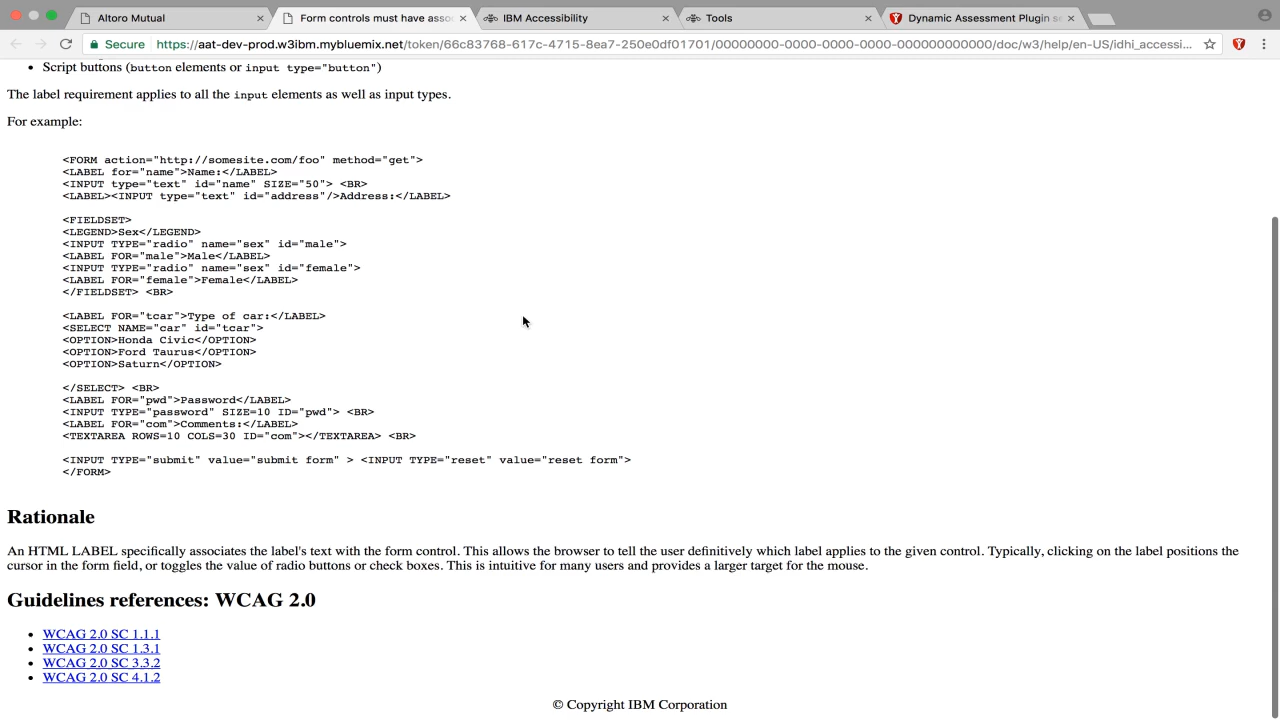 Altoro Mutual
Form controls must have asso
IBM Accessibility
Tools
Dynamic Assessment Plugin se
Secure
https://aat-dev-prod.w3ibm.mybluemix.net/token/66c83768-617c-4715-8ea7-250e0df01701/00000000-0000-0000-0000-000000000000/doc/w3/help/en-US/idhi_accessi...
• Script buttons (button elements or input type="button")
The label requirement applies to all the input elements as well as input types.
For example:
<FORM action="http://somesite.com/foo" method="get">
<LABEL for="name">Name:</LABEL>
<INPUT type="text" id="name" SIZE="50"> <BR>
<LABEL><INPUT type="text" id="address"/>Address:</LABEL>
<FIELDSET>
<LEGEND>Sex</LEGEND>
<INPUT TYPE="radio" name="sex" id="male">
<LABEL FOR="male">Male</LABEL>
<INPUT TYPE="radio" name="sex" id="female">
<LABEL FOR="female">Female</LABEL>
</FIELDSET> <BR>
<LABEL FOR="tcar">Type of car:</LABEL>
<SELECT NAME="car" id="tcar">
<OPTION>Honda Civic</OPTION>
<OPTION>Ford Taurus</OPTION>
<OPTION>Saturn</OPTION>
</SELECT> <BR>
<LABEL FOR="pwd">Password</LABEL>
<INPUT TYPE="password" SIZE=10 ID="pwd"> <BR>
<LABEL FOR="com">Comments:</LABEL>
<TEXTAREA ROWS=10 COLS=30 ID="com"></TEXTAREA> <BR>
<INPUT TYPE="submit" value="submit form" > <INPUT TYPE="reset" value="reset form">
</FORM>
Rationale
An HTML LABEL specifically associates the label's text with the form control. This allows the browser to tell the user definitively which label applies to the given control. Typically, clicking on the label positions the
cursor in the form field, or toggles the value of radio buttons or check boxes. This is intuitive for many users and provides a larger target for the mouse.
Guidelines references: WCAG 2.0
• WCAG 2.0 SC 1.1.1
• WCAG 2.0 SC 1.3.1
• WCAG 2.0 SC 3.3.2
• WCAG 2.0 SC 4.1.2
© Copyright IBM Corporation